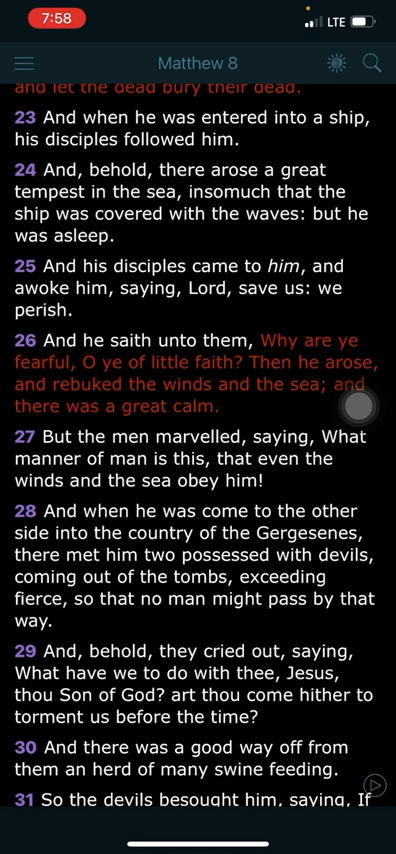 7:58
LTE
Matthew 8
and let the dead bury their dead.
23 And when he was entered into a ship,
his disciples followed him.
24 And, behold, there arose a great
tempest in the sea, insomuch that the
ship was covered with the waves: but he
was asleep.
25 And his disciples came to him, and
awoke him, saying, Lord, save us: we
perish.
26 And he saith unto them, Why are ye
fearful, O ye of little faith? Then he arose,
and rebuked the winds and the sea; and
there was a great calm.
27 But the men marvelled, saying, What
manner of man is this, that even the
winds and the sea obey him!
28 And when he was come to the other
side into the country of the Gergesenes,
there met him two possessed with devils,
coming out of the tombs, exceeding
fierce, so that no man might pass by that
way.
29 And, behold, they cried out, saying,
What have we to do with thee, Jesus,
thou Son of God? art thou come hither to
torment us before the time?
30 And there was a good way off from
them an herd of many swine feeding.
31 So the devils besought him, saying, If